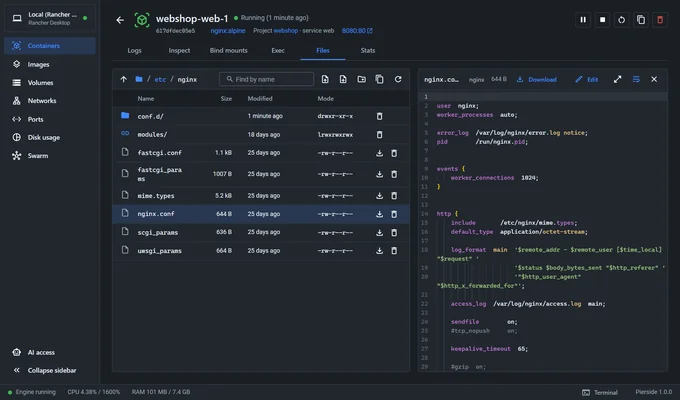 Local (Rancher ...
Rancher Desktop
Containers
Images
Volumes
Networks
Ports
Disk usage
Swarm
AI access
Collapse sidebar
webshop-web-1
Running (1 minute ago)
nginx:alpine
Project webshop · service web
8080:80
Logs
Inspect
Bind mounts
Exec
Files
Stats
/ etc / nginx
Find by name
Name Size Modified Mode
conf.d/ 1 minute ago drwxr-xr-x
modules/ 18 days ago lrwxrwxrwx
fastcgi.conf 1.1 kB 25 days ago -rw-r--r--
fastcgi_para
ms 1007 B 25 days ago -rw-r--r--
mime.types 5.2 kB 25 days ago -rw-r--r--
nginx.conf 644 B 25 days ago -rw-r--r--
scgi_params 636 B 25 days ago -rw-r--r--
uwsgi_params 664 B 25 days ago -rw-r--r--
nginx.co... nginx 644 B Download Edit
1
2 user nginx;
3 worker_processes auto;
4
5 error_log /var/log/nginx/error.log notice;
6 pid /run/nginx.pid;
7
8
9 events {
10 worker_connections 1024;
11 }
12
13
14 http {
15 include /etc/nginx/mime.types;
16 default_type application/octet-stream;
17
18 log_format main '$remote_addr - $remote_user [$time_local]
"$request" '
19 '$status $body_bytes_sent "$http_referer" '
20 '"$http_user_agent"
"$http_x_forwarded_for"';
21
22 access_log /var/log/nginx/access.log main;
23
24 sendfile on;
25 #tcp_nopush on;
26
27 keepalive_timeout 65;
28
29 #gzip on;
Engine running
CPU 4.38% / 1600%
RAM 101 MB / 7.4 GB
Terminal
Pierside 1.0.0